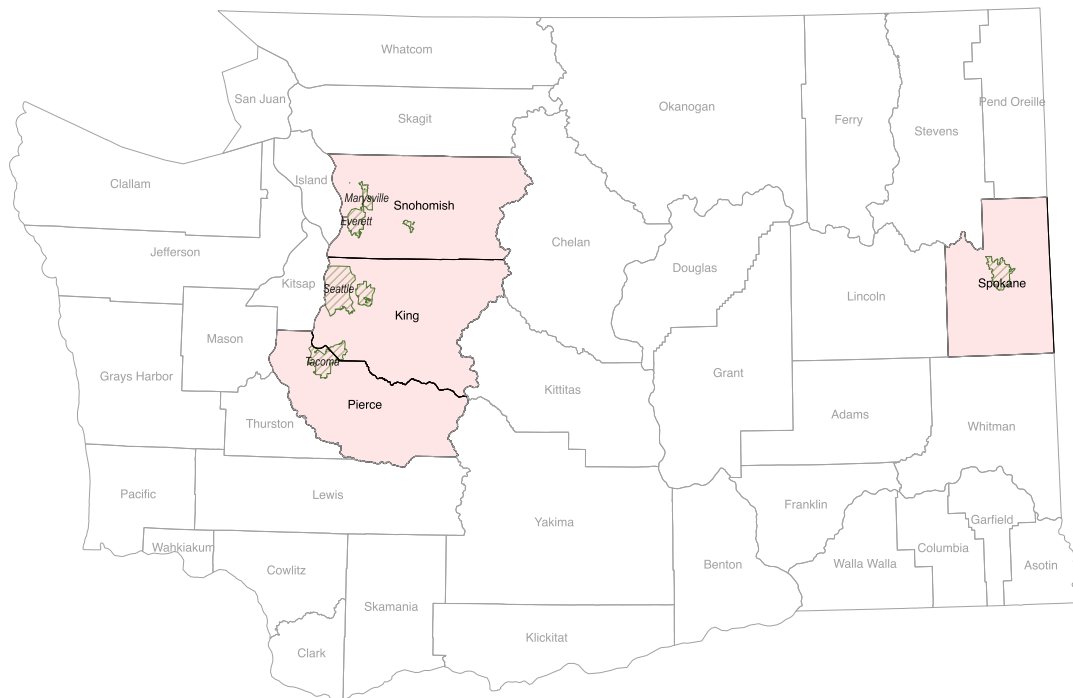 Whatcom
San Juan
Skagit
Okanogan
Ferry
Stevens
Pend Oreille
Clallam
Island
Marysville
Snohomish
Everett
Jefferson
Chelan
Douglas
Kitsap
Seattle
King
Lincoln
Spokane
Mason
Tacoma
Grays Harbor
Pierce
Kittitas
Grant
Adams
Thurston
Whitman
Pacific
Lewis
Yakima
Franklin
Garfield
Wahkiakum
Cowlitz
Columbia
Benton
Walla Walla
Asotin
Skamania
Klickitat
Clark